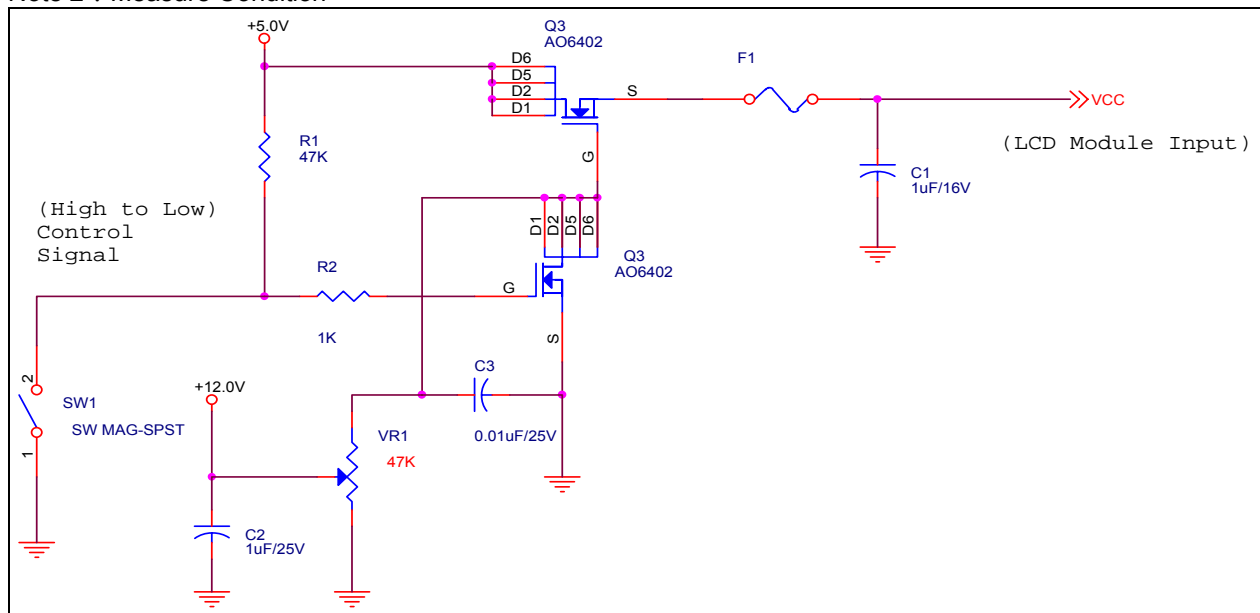 Note 2 : Measure Condition
+5.0V
Q3
AO6402
D6
D5
D2
D1
S
G
F1
VCC
(LCD Module Input)
R1
47K
C1
1uF/16V
(High to Low)
Control
Signal
D1
D2
D5
D6
Q3
AO6402
R2
1K
G
S
2
1
SW1
SW MAG-SPST
+12.0V
C3
0.01uF/25V
VR1
47K
C2
1uF/25V